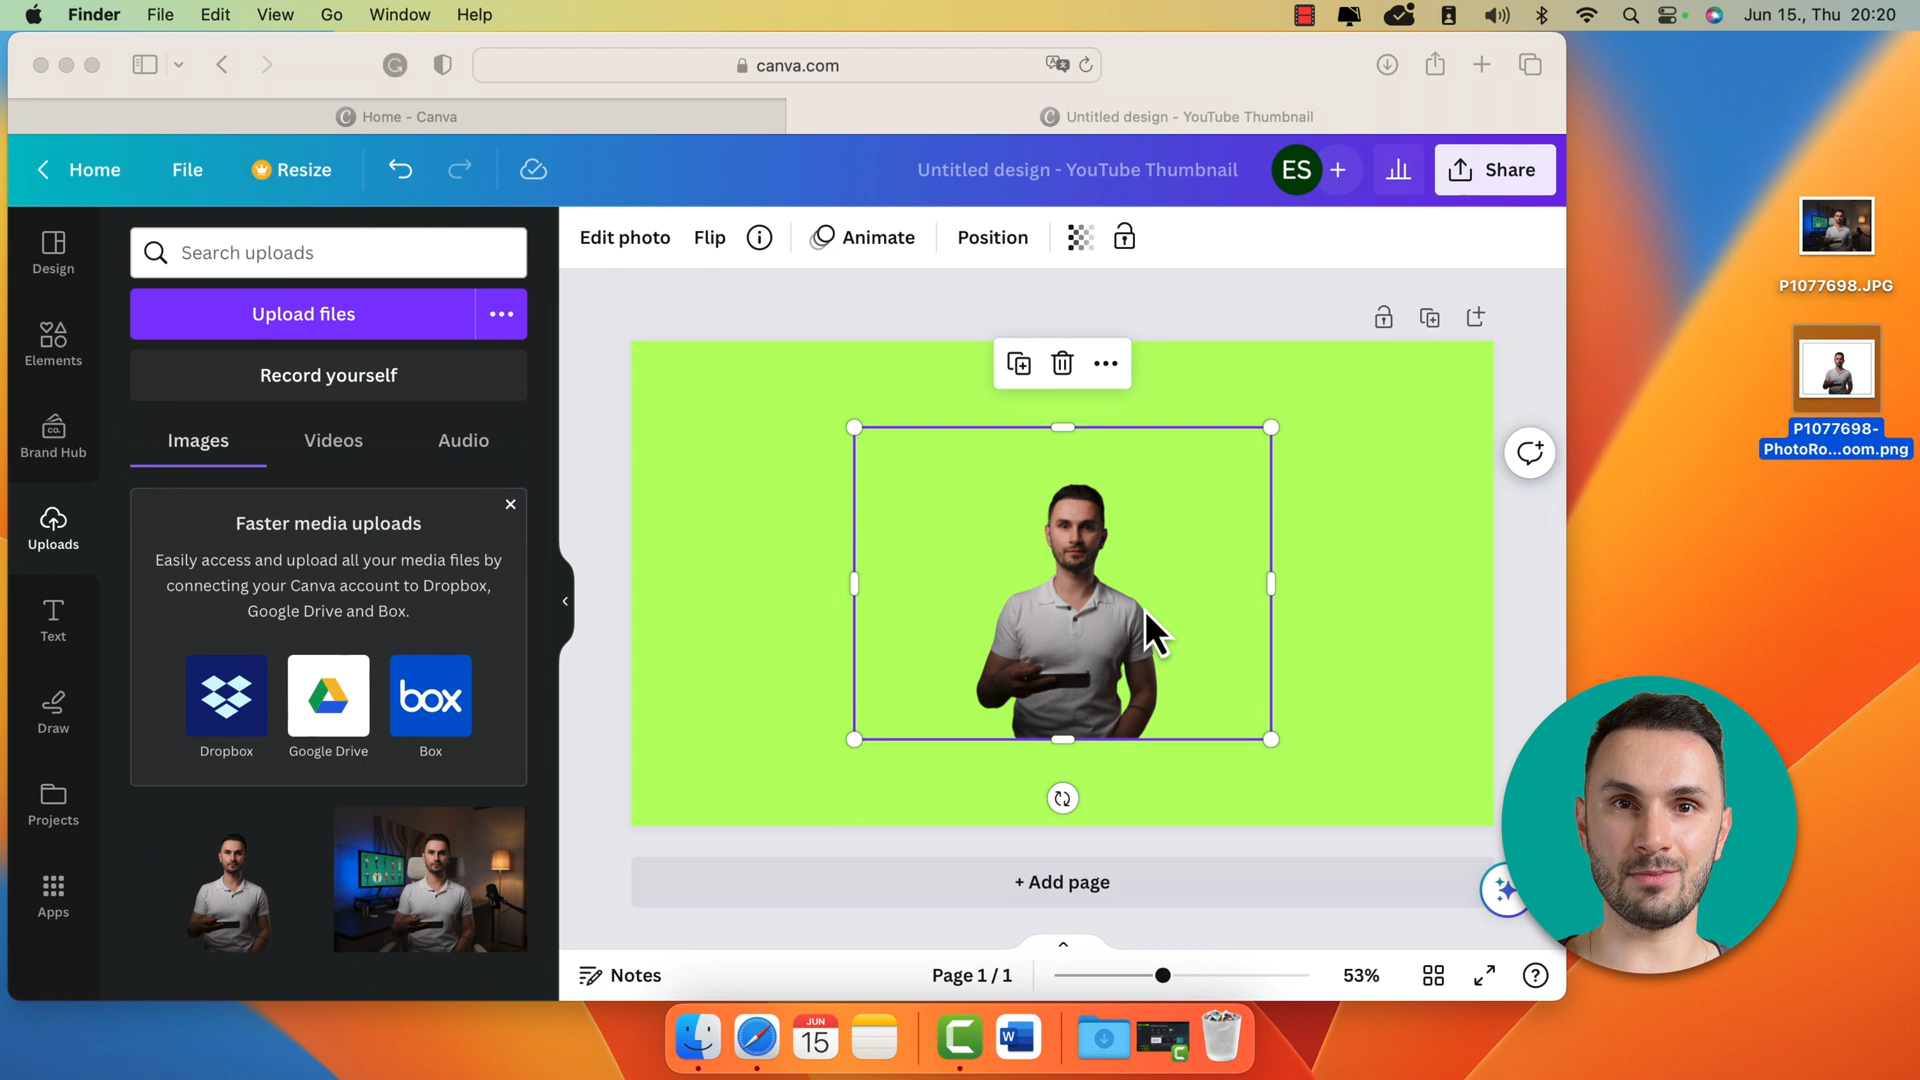 Finder File Edit View Go Window Help
Jun 15., Thu 20:20
canva.com
Home - Canva
Untitled design - YouTube Thumbnail
Home File Resize
Untitled design - YouTube Thumbnail
ES
+
Share
Design
Elements
CO.
Brand Hub
Uploads
Text
Draw
Projects
Apps
Search uploads
Upload files
Record yourself
Images Videos Audio
Faster media uploads
Easily access and upload all your media files by
connecting your Canva account to Dropbox,
Google Drive and Box.
box
Dropbox Google Drive Box
Edit photo Flip Animate Position
+ Add page
Notes
Page 1 / 1
53%
P1077698.JPG
P1077698-
PhotoRo...oom.png
JUN
15
W